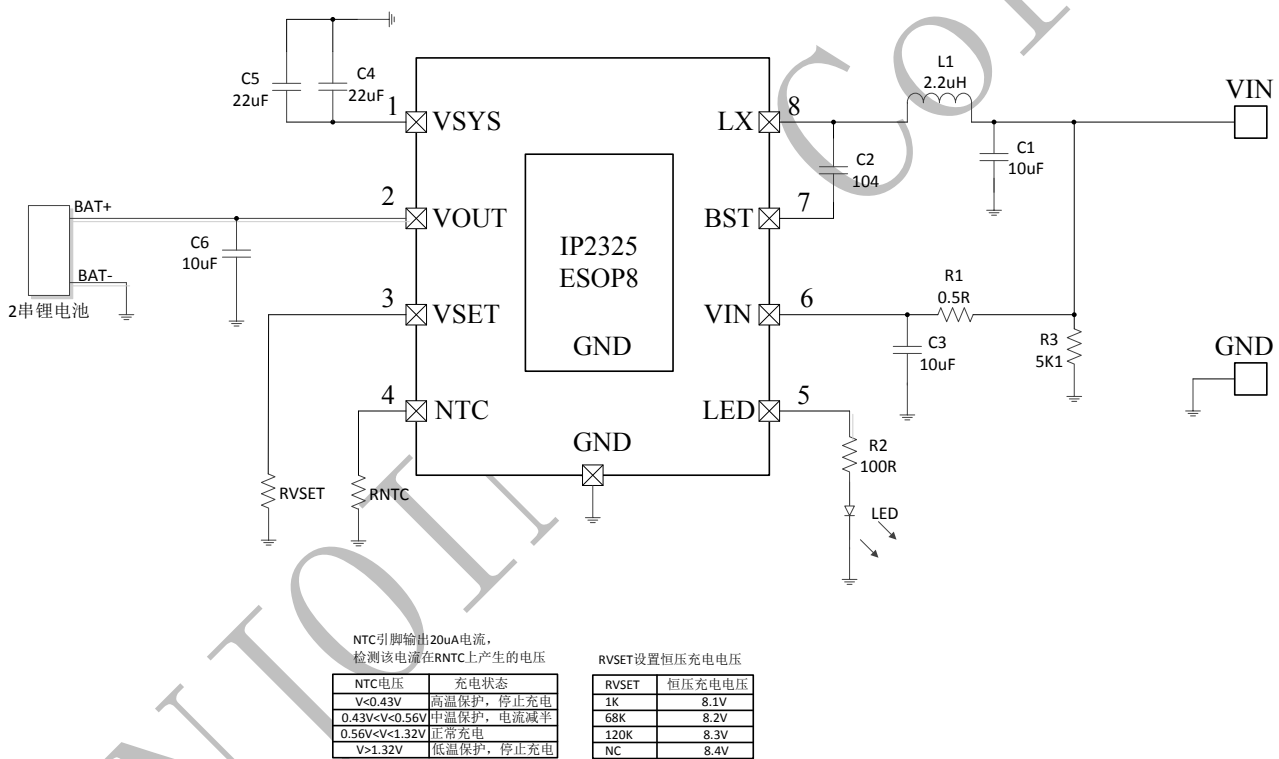 C5
22uF
C4
22uF
1
VSYS
LX
8
L1
2.2uH
VIN
C1
10uF
C2
104
BAT+
2
VOUT
7
BST
C6
10uF
IP2325
ESOP8
BAT-
2串锂电池
3
VSET
VIN
6
R1
0.5R
GND
C3
10uF
R3
5K1
GND
4
NTC
LED
5
GND
R2
100R
RVSET
RNTC
LED
NTC引脚输出20uA电流，
检测该电流在RNTC上产生的电压
NTC电压 充电状态
V<0.43V 高温保护，停止充电
0.43V<V<0.56V 中温保护，电流减半
0.56V<V<1.32V 正常充电
V>1.32V 低温保护，停止充电
RVSET设置恒压充电电压
RVSET 恒压充电电压
1K 8.1V
68K 8.2V
120K 8.3V
NC 8.4V